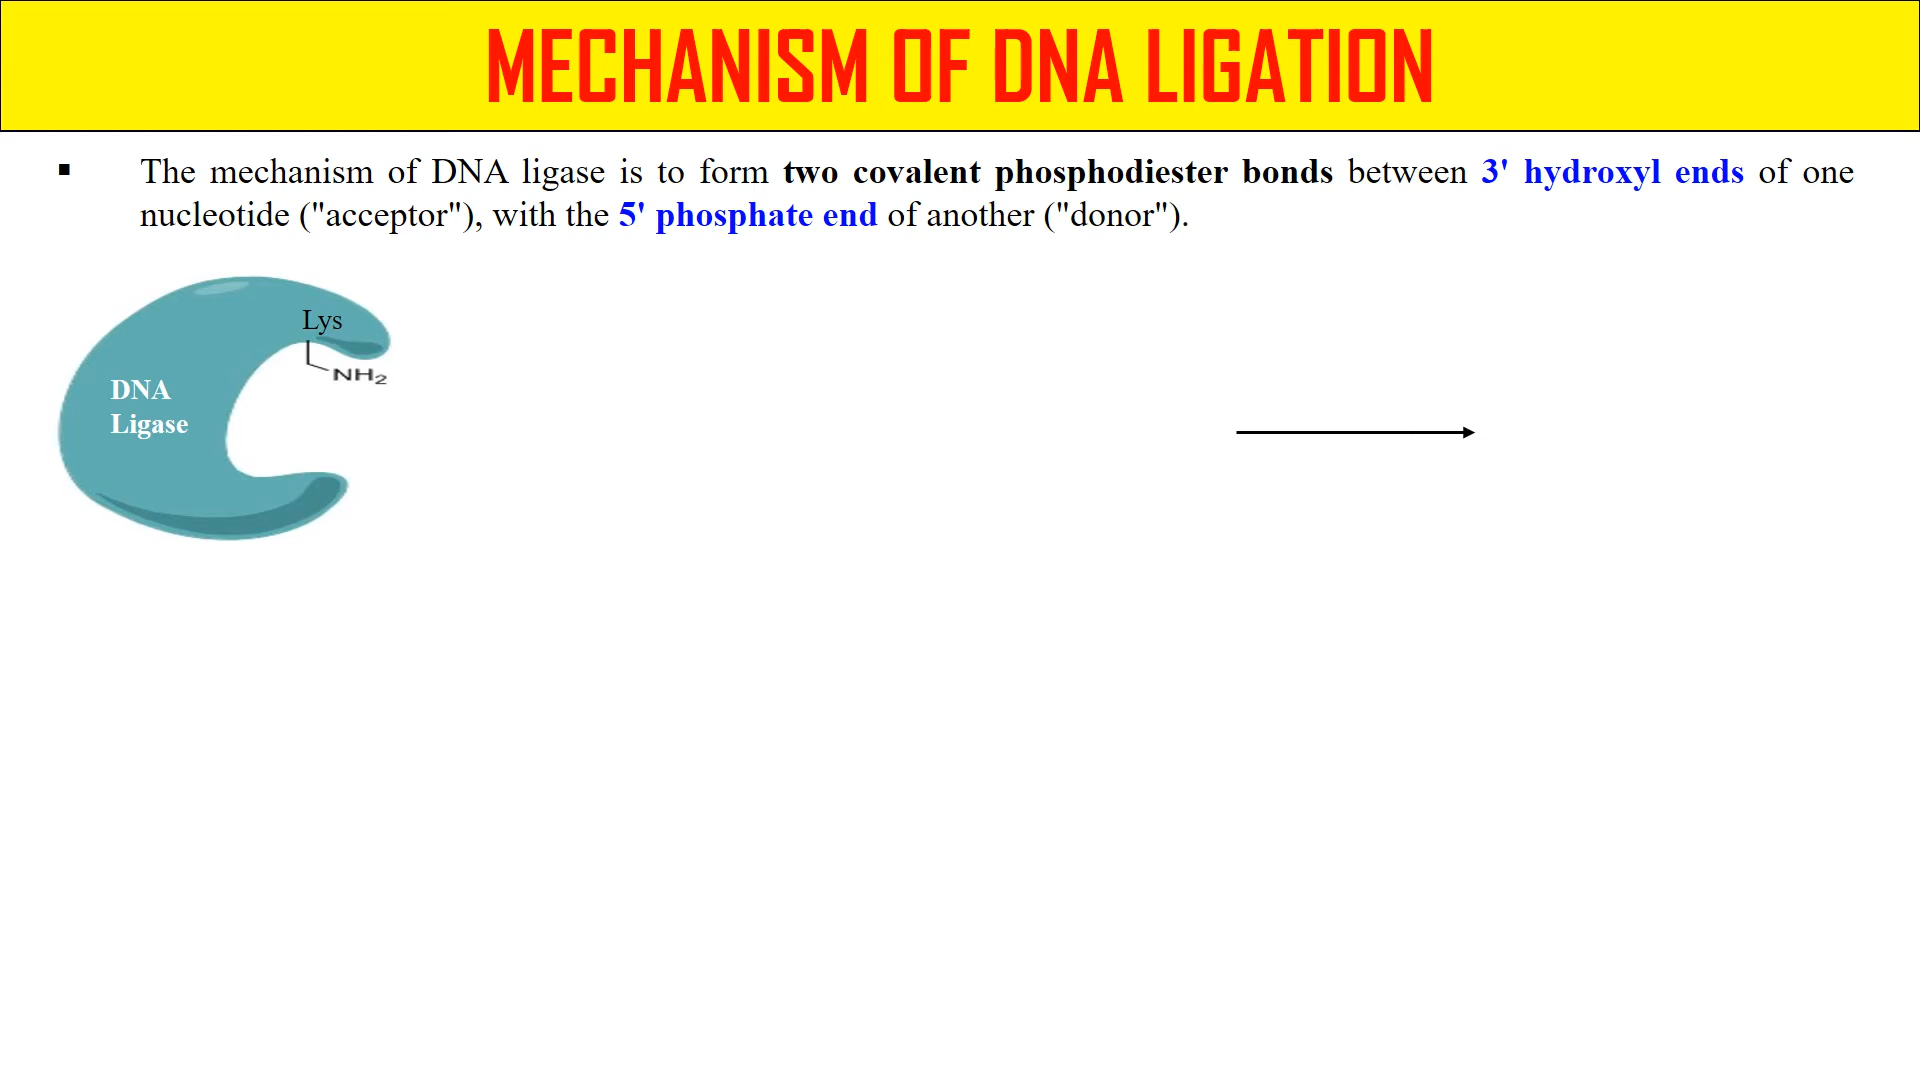 MECHANISM OF DNA LIGATION
▪ The mechanism of DNA ligase is to form two covalent phosphodiester bonds between 3' hydroxyl ends of one
nucleotide ("acceptor"), with the 5' phosphate end of another ("donor").
Lys
NH₂
DNA
Ligase